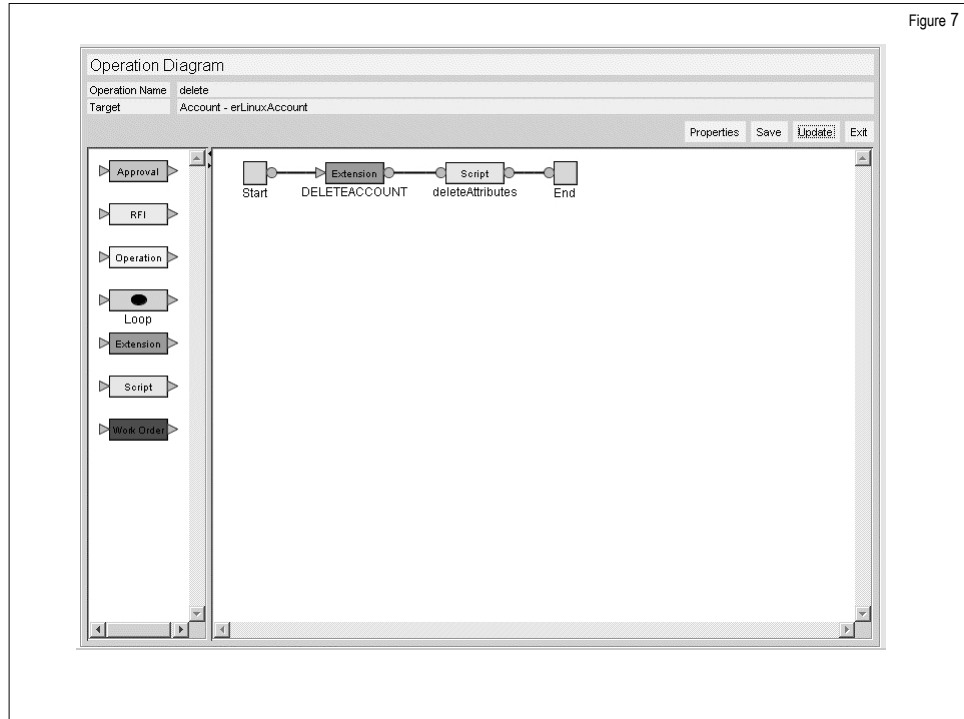 Figure 7
Operation Diagram
Operation Name delete
Target Account - erLinuxAccount
Properties Save Update Exit
Approval
RFI
Operation
Loop
Extension
Script
Work Order
Extension Script
Start DELETEACCOUNT deleteAttributes End